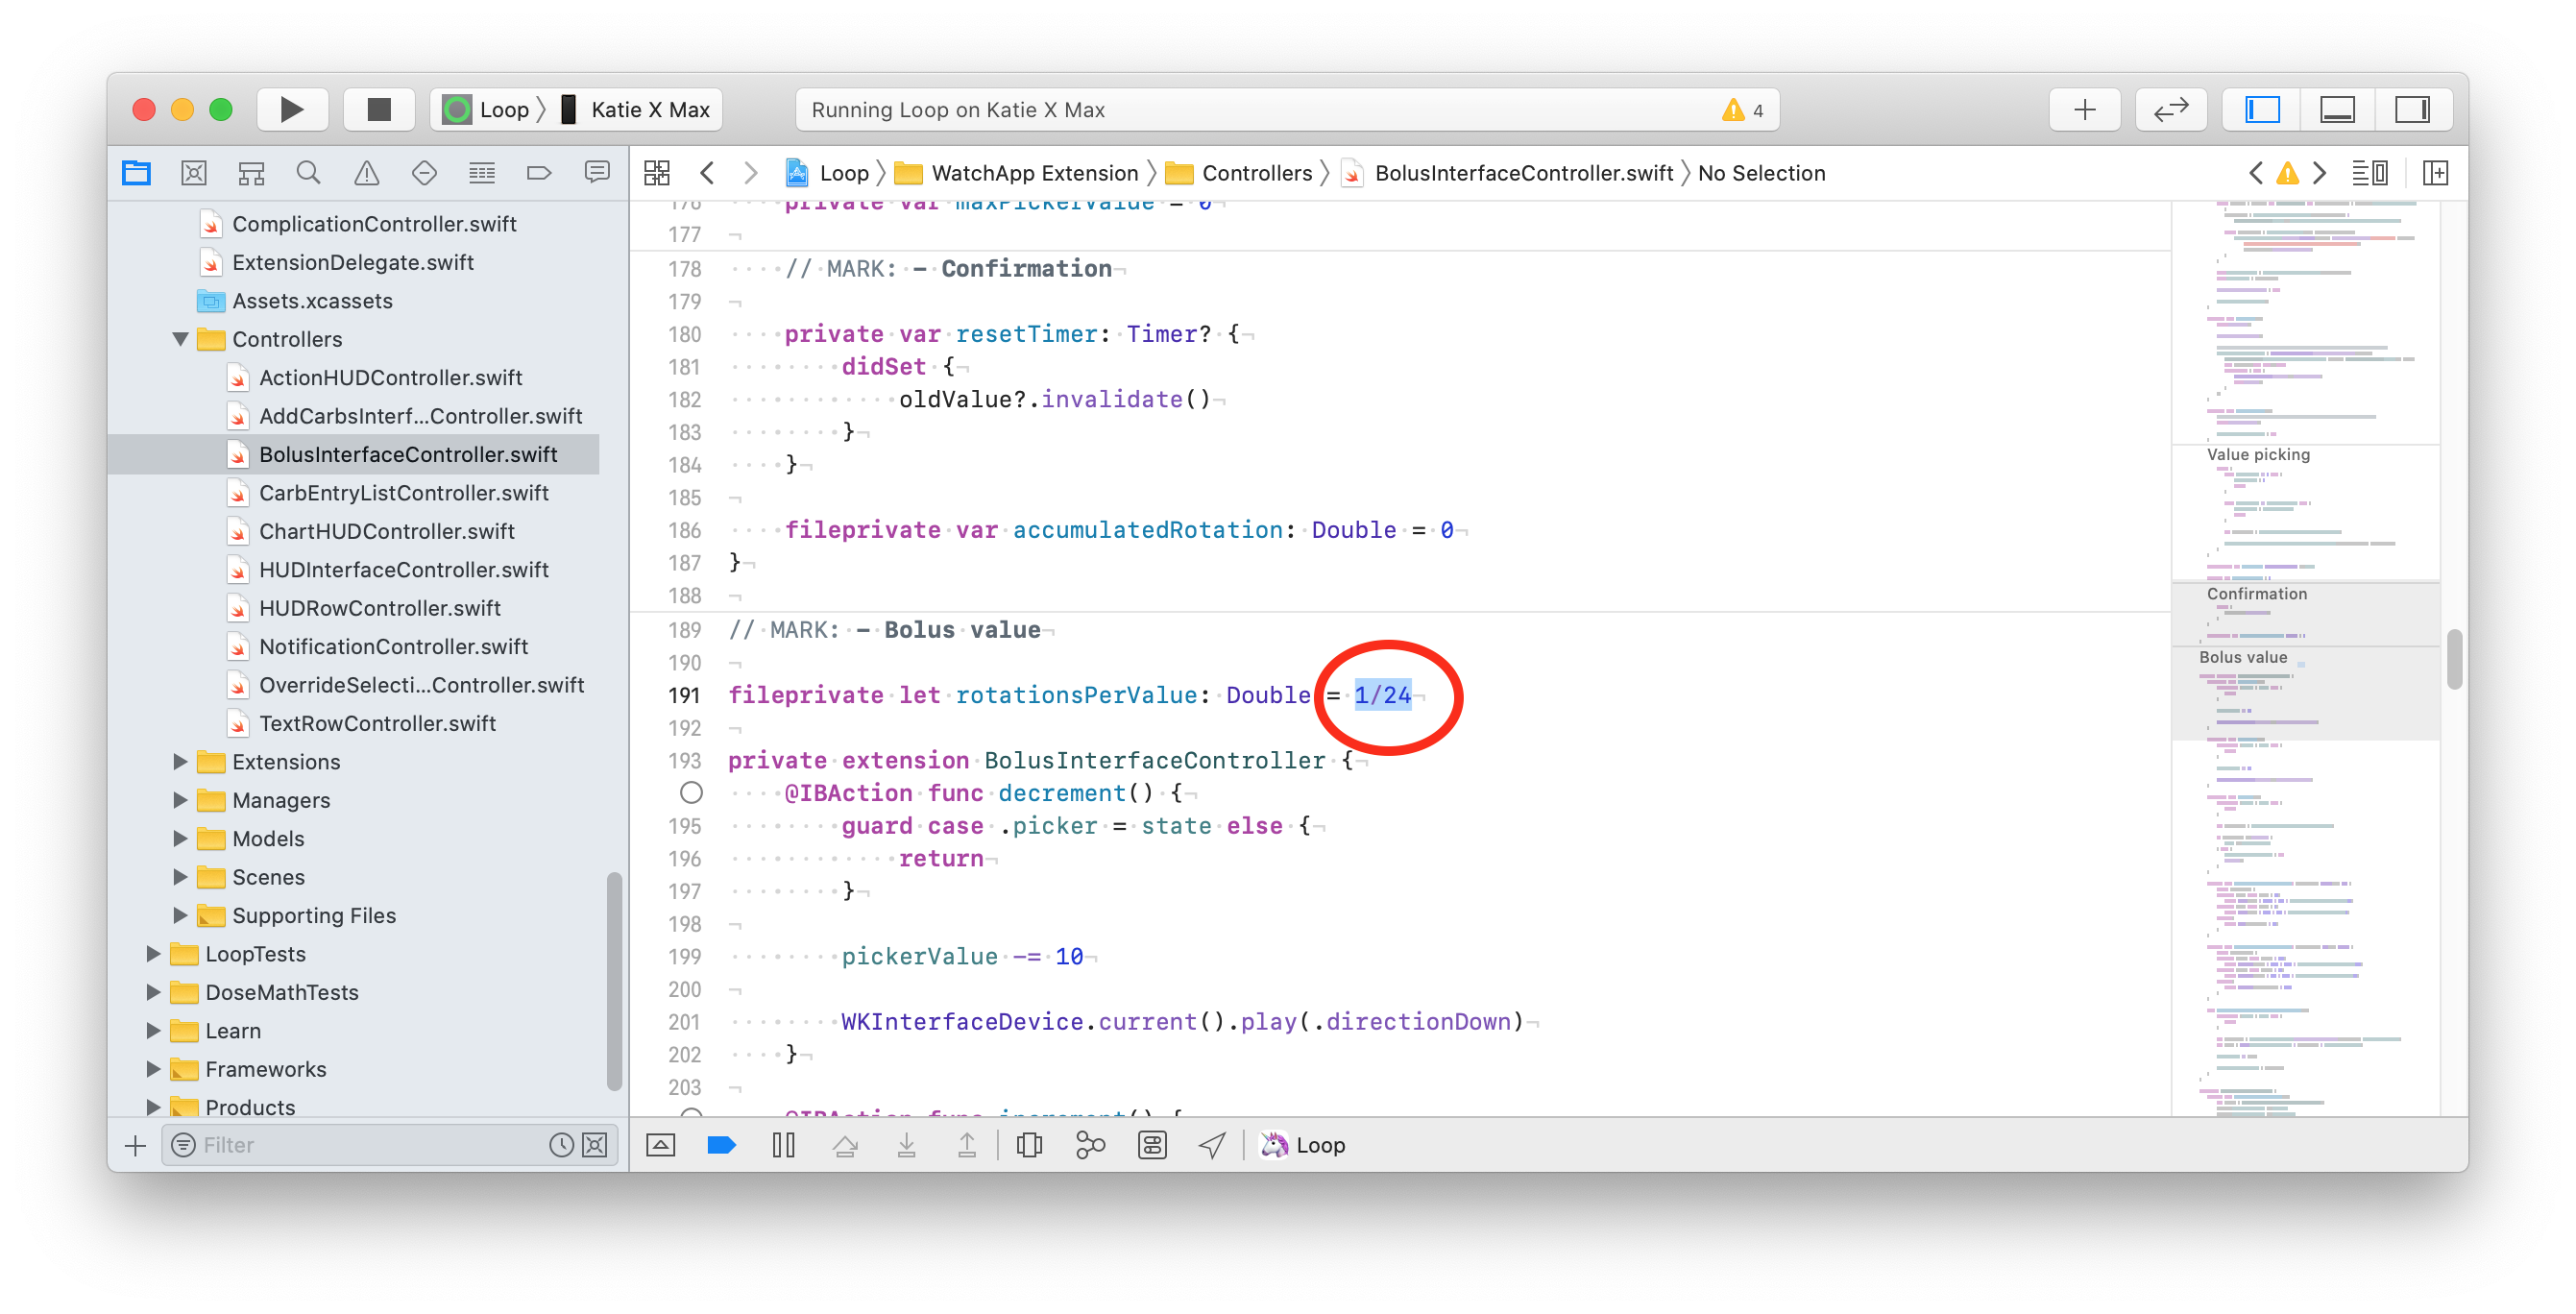 Loop 〉 Katie X Max
Running Loop on Katie X Max
4
Loop 〉 WatchApp Extension 〉 Controllers 〉 BolusInterfaceController.swift 〉 No Selection
ComplicationController.swift
ExtensionDelegate.swift
Assets.xcassets
Controllers
ActionHUDController.swift
AddCarbsInterf...Controller.swift
BolusInterfaceController.swift
CarbEntryListController.swift
ChartHUDController.swift
HUDInterfaceController.swift
HUDRowController.swift
NotificationController.swift
OverrideSelecti...Controller.swift
TextRowController.swift
Extensions
Managers
Models
Scenes
Supporting Files
LoopTests
DoseMathTests
Learn
Frameworks
Products
Filter
176 private var maxPickerValue = 0
177
178 // MARK: - Confirmation
179
180 private var resetTimer: Timer? {
181 didSet {
182 oldValue?.invalidate()
183 }
184 }
185
186 fileprivate var accumulatedRotation: Double = 0
187 }
188
189 // MARK: - Bolus value
190
191 fileprivate let rotationsPerValue: Double = 1/24
192
193 private extension BolusInterfaceController {
@IBAction func decrement() {
195 guard case .picker = state else {
196 return
197 }
198
199 pickerValue -= 10
200
201 WKInterfaceDevice.current().play(.directionDown)
202 }
203
@IBAction func increment() {
Value picking
Confirmation
Bolus value
Loop